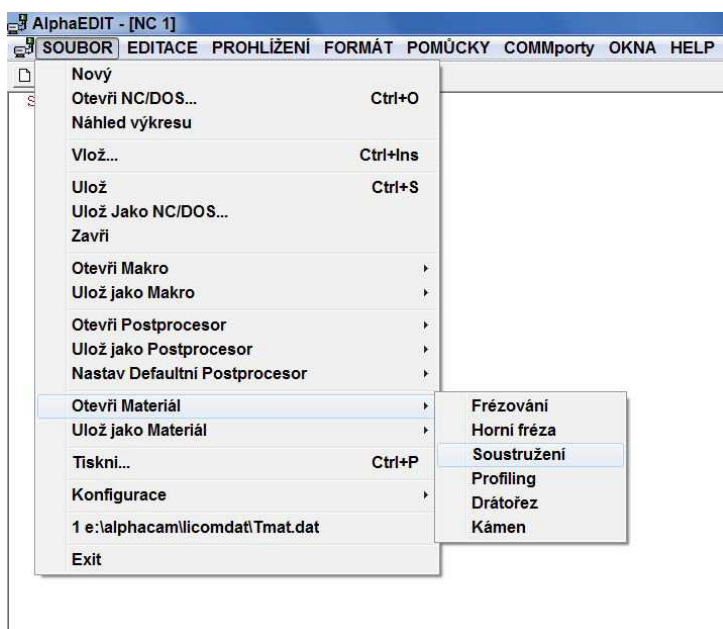 AlphaEDIT - [NC 1]
SOUBOR EDITACE PROHLÍŽENÍ FORMÁT POMŮCKY COMMporty OKNA HELP
Nový
Otevři NC/DOS... Ctrl+O
Náhled výkresu
Vlož... Ctrl+Ins
Ulož Ctrl+S
Ulož Jako NC/DOS...
Zavři
Otevři Makro
Ulož jako Makro
Otevři Postprocesor
Ulož jako Postprocesor
Nastav Defaultní Postprocesor
Otevři Materiál
Ulož jako Materiál
Tiskni... Ctrl+P
Konfigurace
1 e:\alphacam\licomdat\Tmat.dat
Exit
Frézování
Horní fréza
Soustružení
Profiling
Drátořez
Kámen